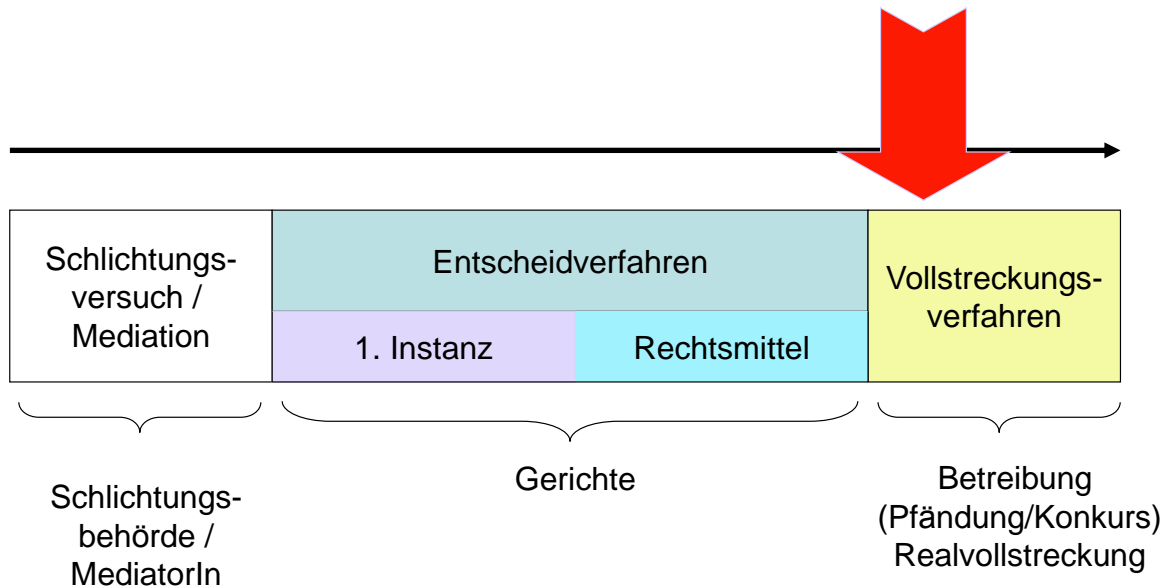 Schlichtungs-
versuch /
Mediation
Entscheidverfahren
1. Instanz
Rechtsmittel
Vollstreckungs-
verfahren
Schlichtungs-
behörde /
MediatorIn
Gerichte
Betreibung
(Pfändung/Konkurs)
Realvollstreckung